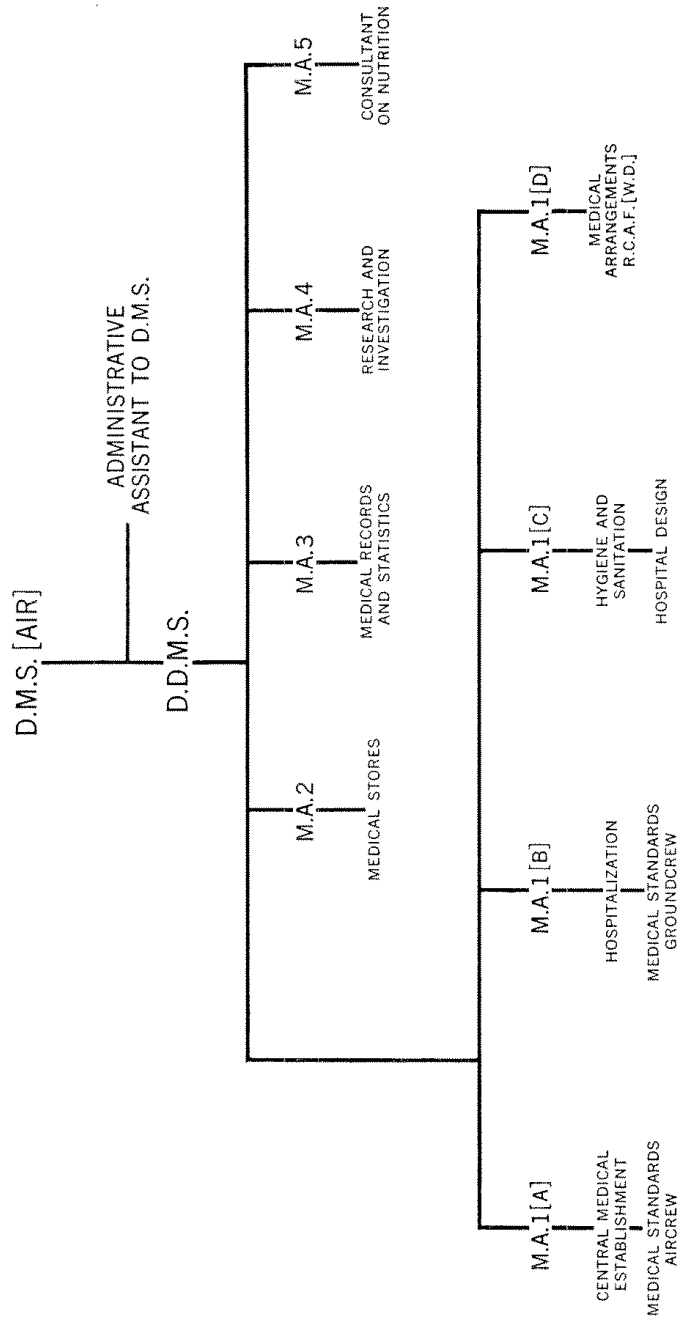 D.M.S. [AIR]
ADMINISTRATIVE
ASSISTANT TO D.M.S.
D.D.M.S.
M.A.2
MEDICAL STORES
M.A.3
MEDICAL RECORDS
AND STATISTICS
M.A.4
RESEARCH AND
INVESTIGATION
M.A.5
CONSULTANT
ON NUTRITION
M.A.1[A]
CENTRAL MEDICAL
ESTABLISHMENT
MEDICAL STANDARDS
AIRCREW
M.A.1[B]
HOSPITALIZATION
MEDICAL STANDARDS
GROUNDCREW
M.A.1[C]
HYGIENE AND
SANITATION
HOSPITAL DESIGN
M.A.1[D]
MEDICAL
ARRANGEMENTS
R.C.A.F.[W.D.]